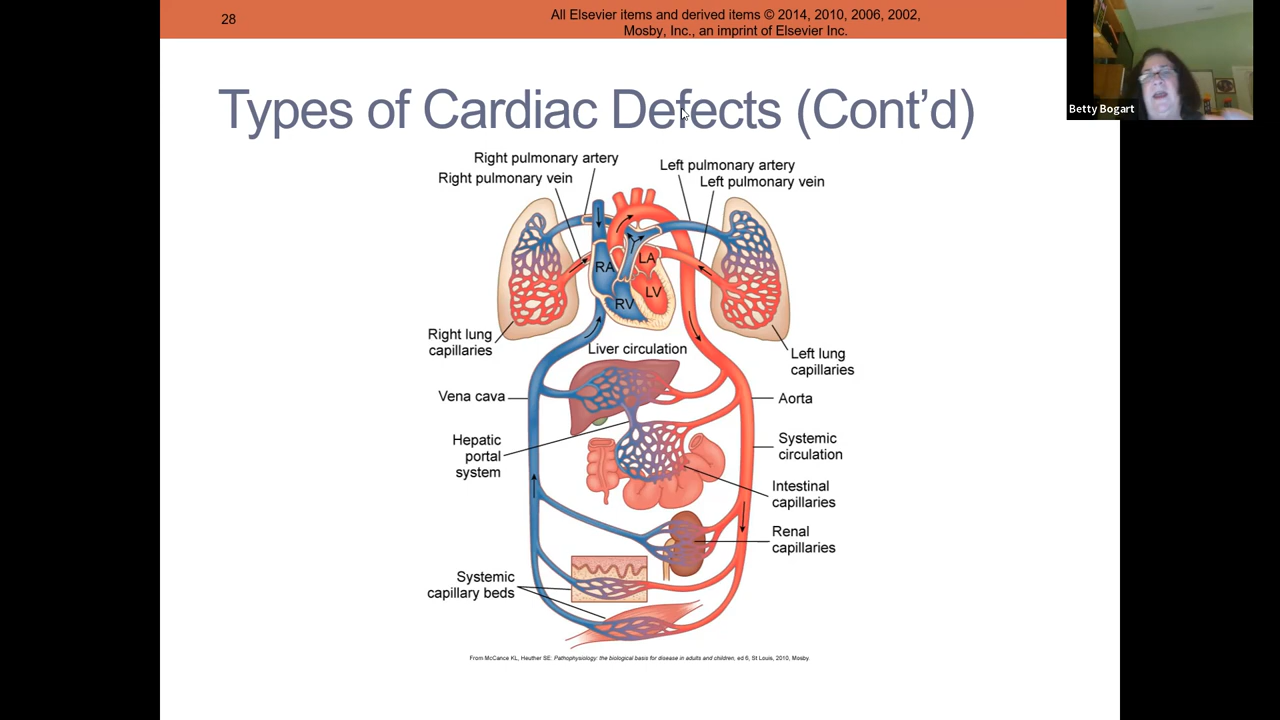 28
All Elsevier items and derived items © 2014, 2010, 2006, 2002,
Mosby, Inc., an imprint of Elsevier Inc.
Betty Bogart
Types of Cardiac Defects (Cont’d)
Right pulmonary artery
Left pulmonary artery
Right pulmonary vein
Left pulmonary vein
RA
LA
RV
LV
Right lung
capillaries
Liver circulation
Left lung
capillaries
Vena cava
Aorta
Hepatic
portal
system
Systemic
circulation
Intestinal
capillaries
Renal
capillaries
Systemic
capillary beds
From McCance KL, Heuther SE: Pathophysiology: the biological basis for disease in adults and children, ed 6, St Louis, 2010, Mosby.